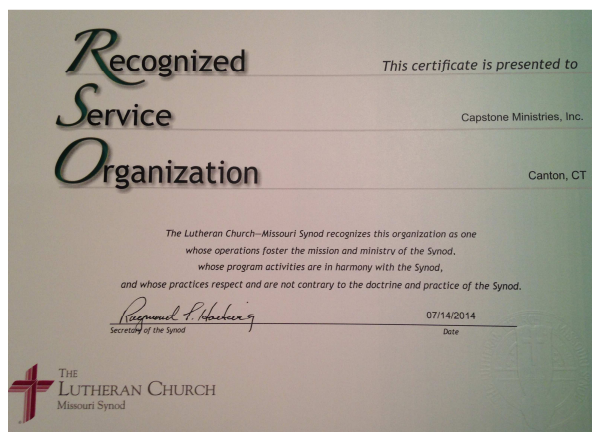 Recognized
This certificate is presented to
Service
Capstone Ministries, Inc.
Organization
Canton, CT
The Lutheran Church—Missouri Synod recognizes this organization as one
whose operations foster the mission and ministry of the Synod.
whose program activities are in harmony with the Synod,
and whose practices respect and are not contrary to the doctrine and practice of the Synod.
Raymond L. Hartwig
07/14/2014
Secretary of the Synod
Date
THE
LUTHERAN CHURCH
Missouri Synod